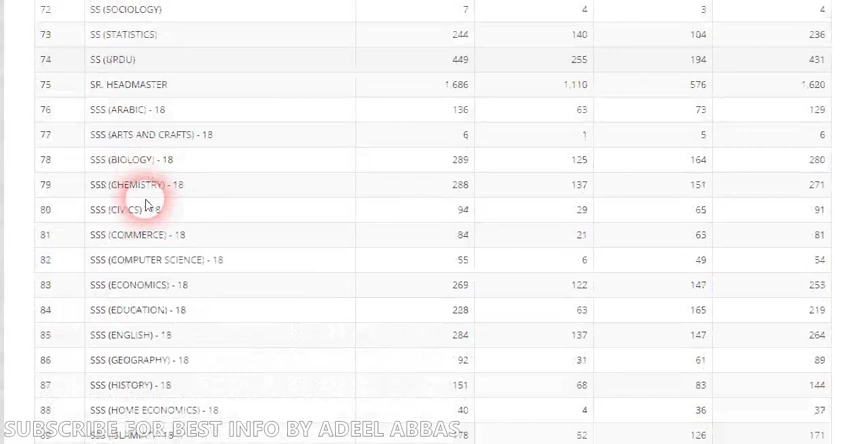 72 SS (SOCIOLOGY) 7 4 3 4
73 SS (STATISTICS) 244 140 104 236
74 SS (URDU) 449 255 194 431
75 SR. HEADMASTER 1,686 1,110 576 1,620
76 SSS (ARABIC) - 18 136 63 73 129
77 SSS (ARTS AND CRAFTS) - 18 6 1 5 6
78 SSS (BIOLOGY) - 18 289 125 164 280
79 SSS (CHEMISTRY) - 18 288 137 151 271
80 SSS (CIVICS) 94 29 65 91
81 SSS (COMMERCE) - 18 84 21 63 81
82 SSS (COMPUTER SCIENCE) - 18 55 6 49 54
83 SSS (ECONOMICS) - 18 269 122 147 253
84 SSS (EDUCATION) - 18 228 63 165 219
85 SSS (ENGLISH) - 18 284 137 147 264
86 SSS (GEOGRAPHY) - 18 92 31 61 89
87 SSS (HISTORY) - 18 151 68 83 144
88 SSS (HOME ECONOMICS) - 18 40 4 36 37
178 52 126 171
SUBSCRIBE FOR BEST INFO BY ADEEL ABBAS